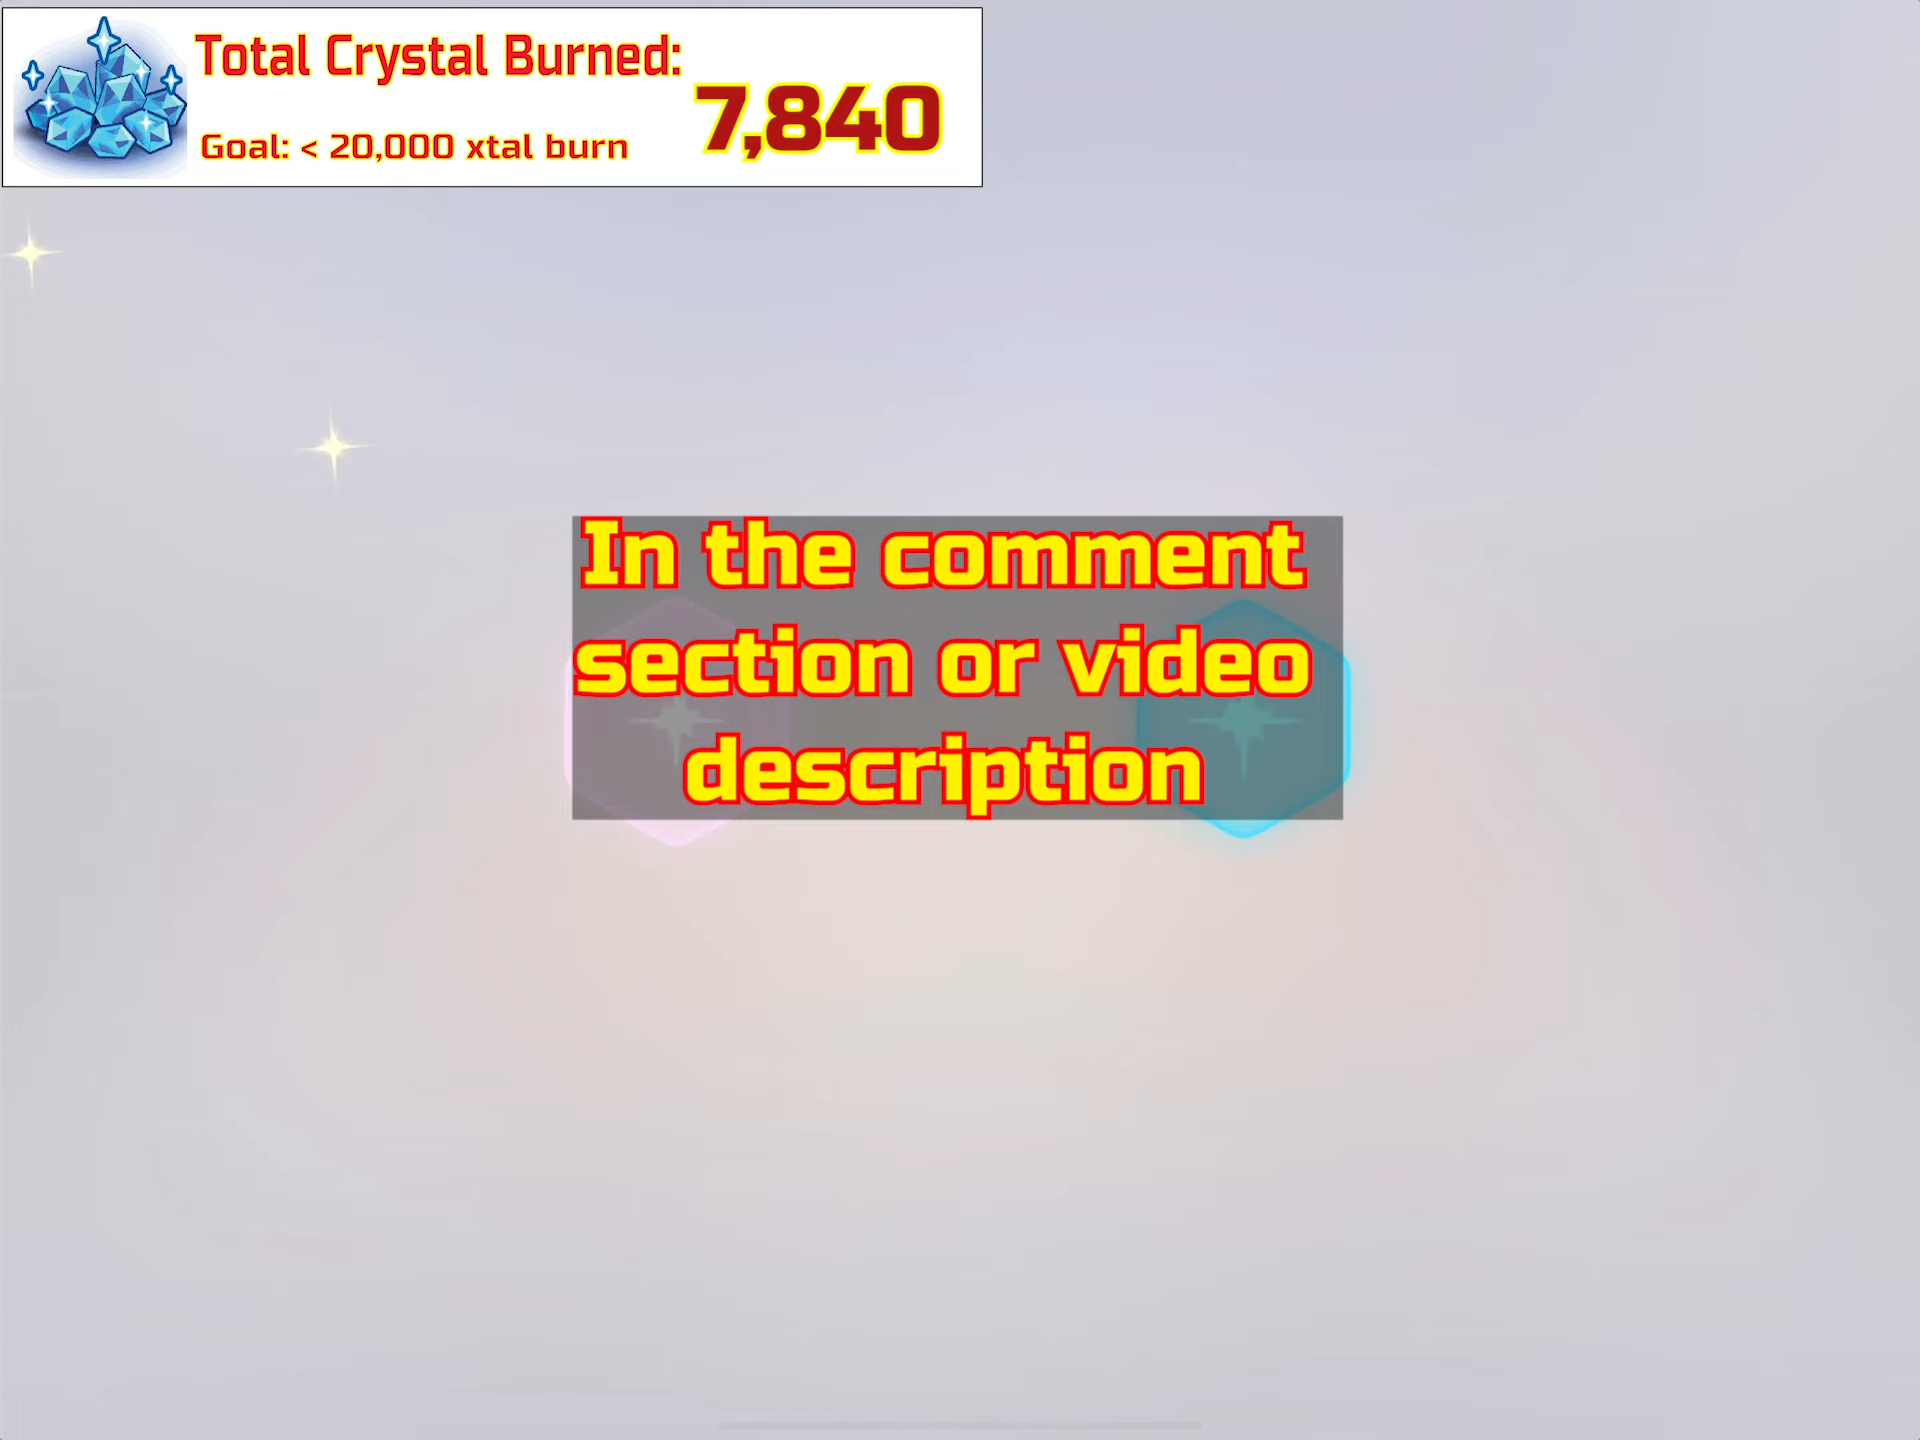 Total Crystal Burned:
7,840
Goal: < 20,000 xtal burn
In the comment
section or video
description